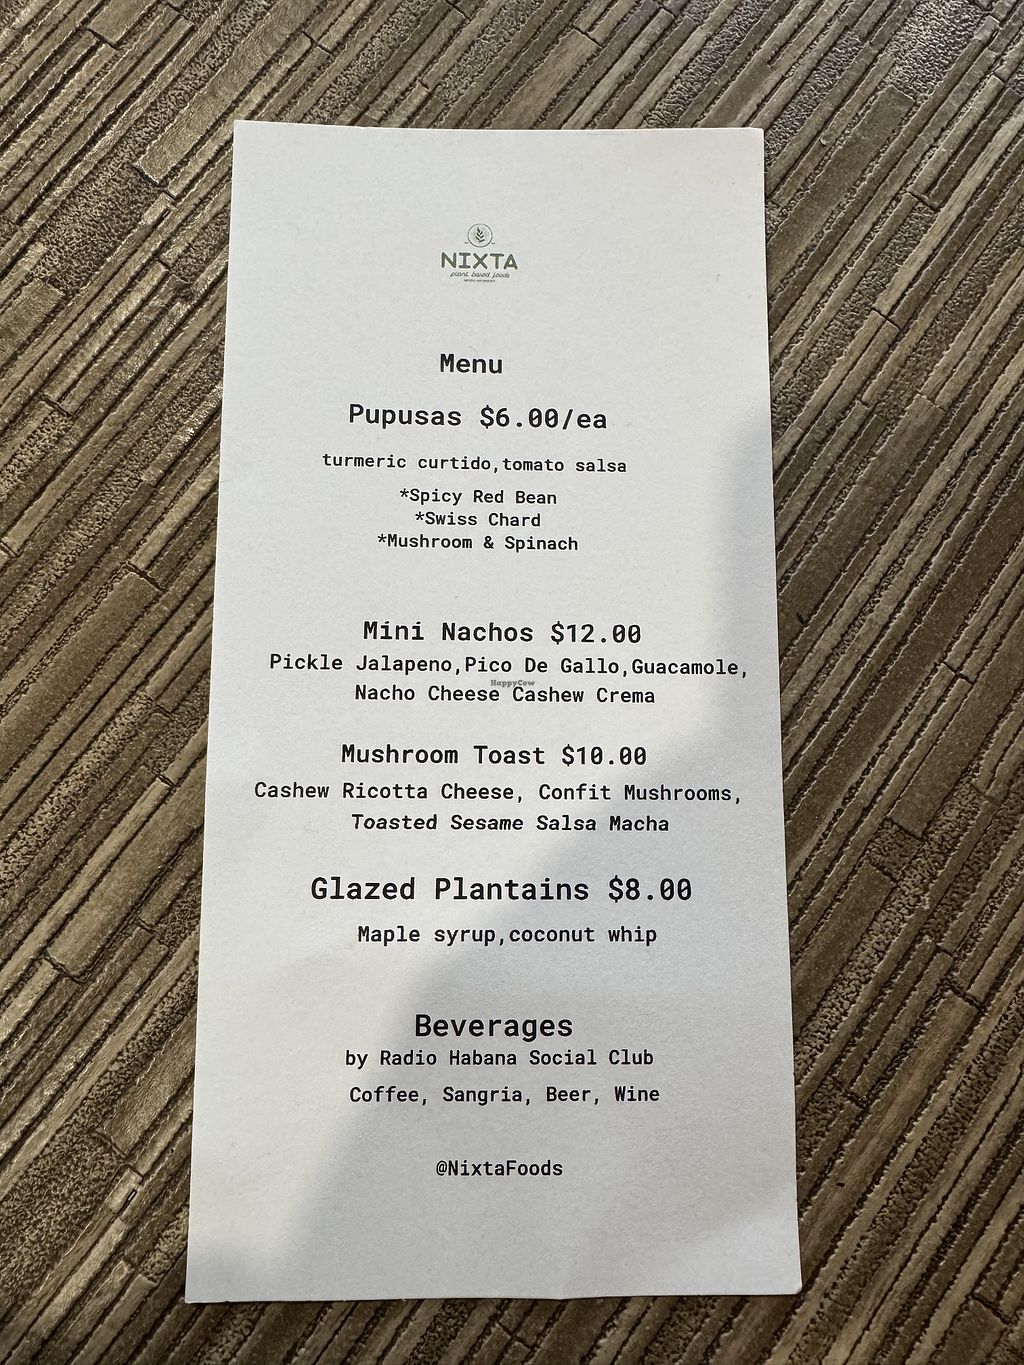 NIXTA
plant based foods
Menu
Pupusas $6.00/ea
turmeric curtido,tomato salsa
*Spicy Red Bean
*Swiss Chard
*Mushroom & Spinach
Mini Nachos $12.00
Pickle Jalapeno,Pico De Gallo,Guacamole,
HappyCow
Nacho Cheese Cashew Crema
Mushroom Toast $10.00
Cashew Ricotta Cheese, Confit Mushrooms,
Toasted Sesame Salsa Macha
Glazed Plantains $8.00
Maple syrup,coconut whip
Beverages
by Radio Habana Social Club
Coffee, Sangria, Beer, Wine
@NixtaFoods